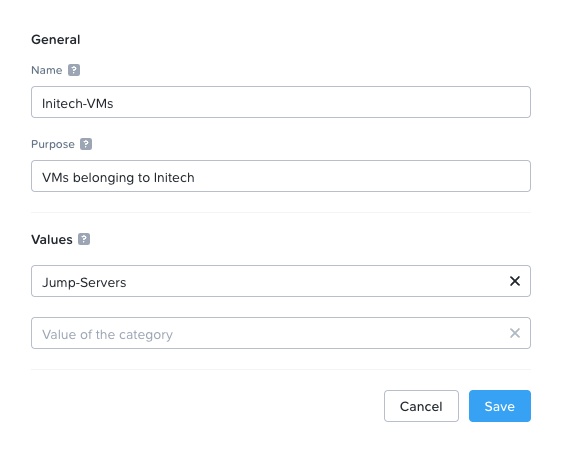 General
Name ?
Initech-VMs
Purpose ?
VMs belonging to Initech
Values ?
Jump-Servers
Value of the category
Cancel Save